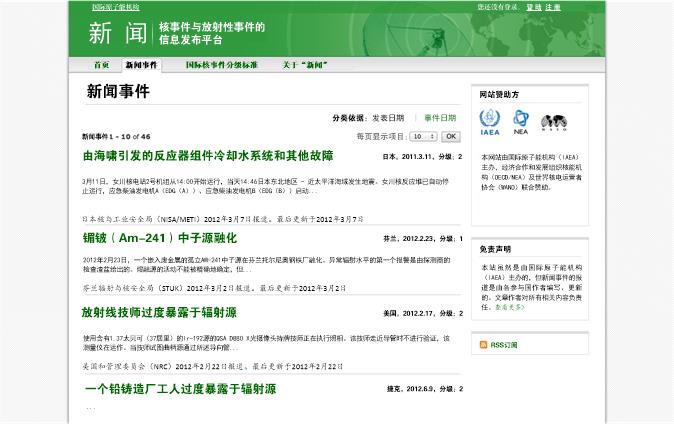 国际原子能机构
您还没有登录，登陆 注册
新 闻
核事件与放射性事件的
信息发布平台
首页 新闻事件 国际核事件分级标准 关于“新闻”
新闻事件
分类依据：发表日期 | 事件日期
新闻事件1 - 10 of 46
每页显示项目: 10 OK
由海啸引发的反应器组件冷却水系统和其他故障
日本，2011.3.11，分级：2
3月11日，女川核电站2号机组从14:00开始运行，当天14:46日本东北地区 - 近太平洋海域发生地震。女川核反应堆已自动停
止运行，应急柴油发电机A（EDG（A））、应急柴油发电机B（EDG（B））启动...
日本核与工业安全局（NISA/METI）2012年3月7日报道。最后更新于2012年3月7日
镅铍（Am-241）中子源融化
芬兰，2012.2.23，分级：1
2012年2月23日，一个嵌入废金属的孤立AM-241中子源在芬兰托尔尼奥钢铁厂融化。异常辐射水平的第一个报警是由探测器的
检查渣盆给出的。熔融源的活动不能被精确地确定，但...
芬兰辐射与核安全局（STUK）2012年3月2日报道。最后更新于2012年3月2日
放射线技师过度暴露于辐射源
美国，2012.2.17，分级：2
使用含有1.37太贝可（37居里）的Ir-192源的QSA D880 X光摄像头持牌技师正在执行照相。该技师走近导管时不进行验证，该
测量仪在运作。当技师试图曲柄源通过所述向导管...
美国和管理委员会（NRC）2012年2月22日报道。最后更新于2012年2月22日
一个铅铸造厂工人过度暴露于辐射源
捷克，2012.6.9，分级：2
...
网站赞助方
IAEA NEA WANO
本网站由国际原子能机构（IAEA）
主办，经济合作和发展组织核能机
构（OECD/NEA）及世界核电运营者
协会（WANO）联合赞助。
免责声明
本站虽然是由国际原子能机构
（IAEA）主办的，但新闻事件的报
道是由各参与国作者编写、更新
的。文章作者对所有相关内容负责
任。查看更多>
RSS订阅